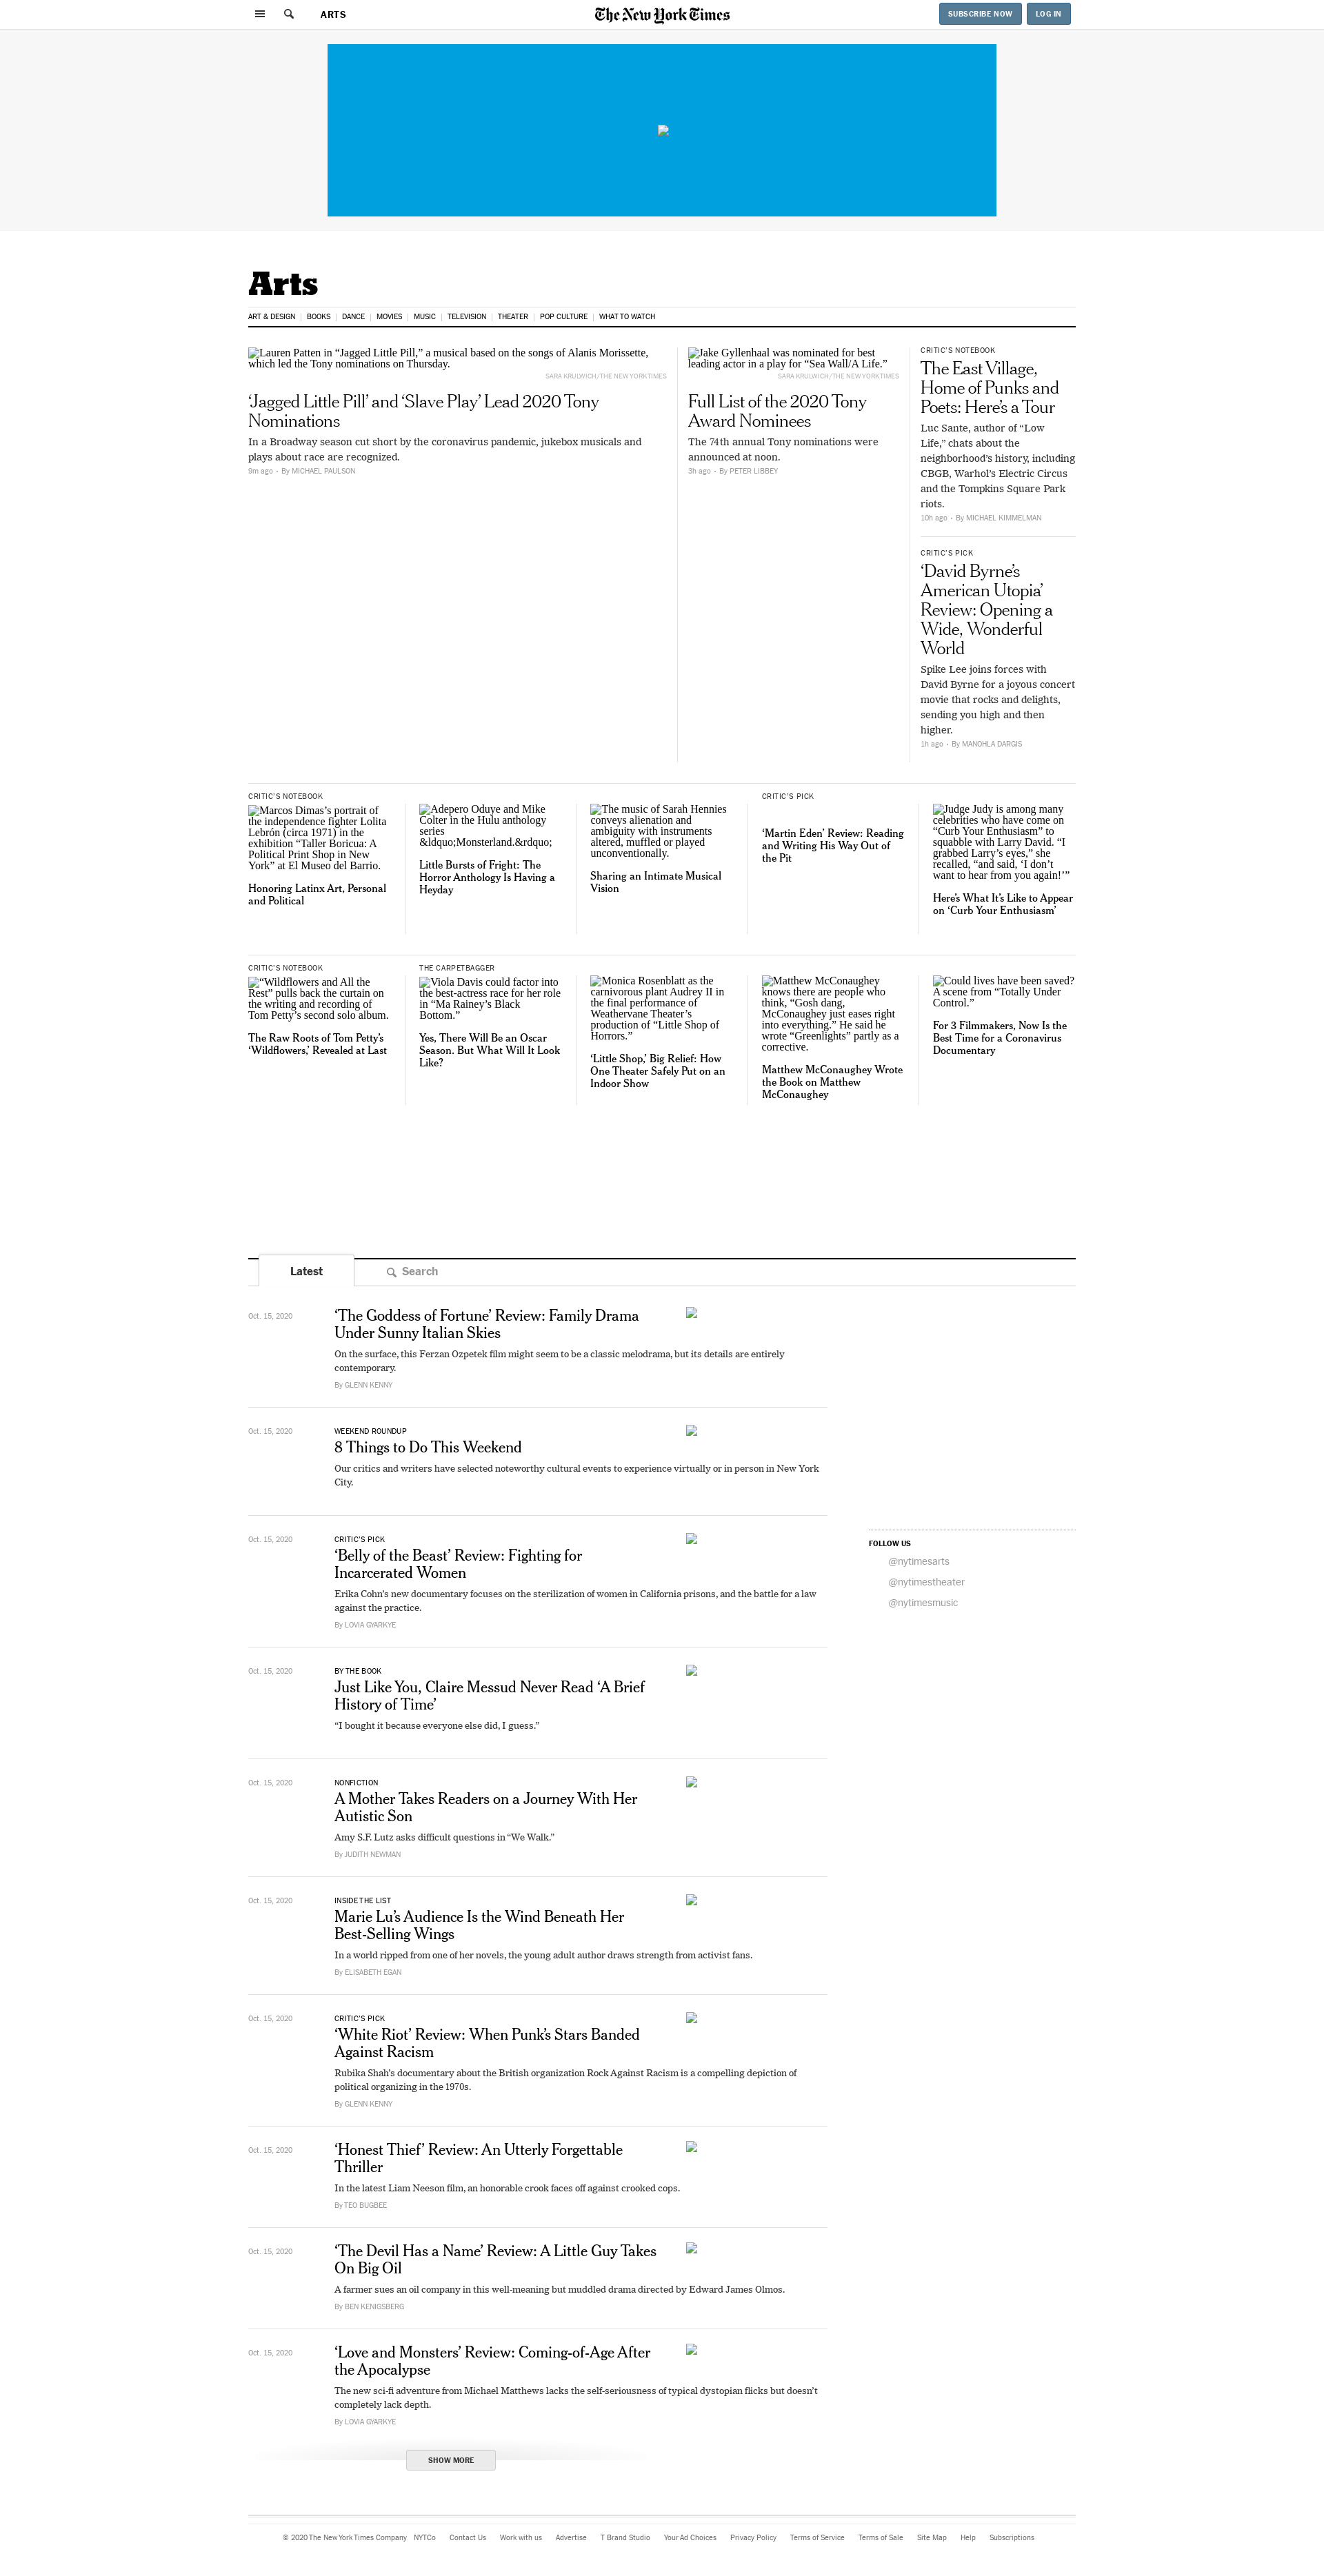 ARTS
The New York Times
SUBSCRIBE NOW
LOG IN
Arts
ART & DESIGN
BOOKS
DANCE
MOVIES
MUSIC
TELEVISION
THEATER
POP CULTURE
WHAT TO WATCH
Lauren Patten in “Jagged Little Pill,” a musical based on the songs of Alanis Morissette,
which led the Tony nominations on Thursday.
SARA KRULWICH/THE NEW YORK TIMES
‘Jagged Little Pill’ and ‘Slave Play’ Lead 2020 Tony
Nominations
In a Broadway season cut short by the coronavirus pandemic, jukebox musicals and
plays about race are recognized.
9m ago • By MICHAEL PAULSON
Jake Gyllenhaal was nominated for best
leading actor in a play for “Sea Wall/A Life.”
SARA KRULWICH/THE NEW YORK TIMES
Full List of the 2020 Tony
Award Nominees
The 74th annual Tony nominations were
announced at noon.
3h ago • By PETER LIBBEY
CRITIC’S NOTEBOOK
The East Village,
Home of Punks and
Poets: Here’s a Tour
Luc Sante, author of “Low
Life,” chats about the
neighborhood’s history, including
CBGB, Warhol’s Electric Circus
and the Tompkins Square Park
riots.
10h ago • By MICHAEL KIMMELMAN
CRITIC’S PICK
‘David Byrne’s
American Utopia’
Review: Opening a
Wide, Wonderful
World
Spike Lee joins forces with
David Byrne for a joyous concert
movie that rocks and delights,
sending you high and then
higher.
1h ago • By MANOHLA DARGIS
CRITIC’S NOTEBOOK
Marcos Dimas’s portrait of
the independence fighter Lolita
Lebrón (circa 1971) in the
exhibition “Taller Boricua: A
Political Print Shop in New
York” at El Museo del Barrio.
Honoring Latinx Art, Personal
and Political
Adepero Oduye and Mike
Colter in the Hulu anthology
series
&ldquo;Monsterland.&rdquo;
Little Bursts of Fright: The
Horror Anthology Is Having a
Heyday
The music of Sarah Hennies
conveys alienation and
ambiguity with instruments
altered, muffled or played
unconventionally.
Sharing an Intimate Musical
Vision
CRITIC’S PICK
‘Martin Eden’ Review: Reading
and Writing His Way Out of
the Pit
Judge Judy is among many
celebrities who have come on
“Curb Your Enthusiasm” to
squabble with Larry David. “I
grabbed Larry’s eyes,” she
recalled, “and said, ‘I don’t
want to hear from you again!’”
Here’s What It’s Like to Appear
on ‘Curb Your Enthusiasm’
CRITIC’S NOTEBOOK
“Wildflowers and All the
Rest” pulls back the curtain on
the writing and recording of
Tom Petty’s second solo album.
The Raw Roots of Tom Petty’s
‘Wildflowers,’ Revealed at Last
THE CARPETBAGGER
Viola Davis could factor into
the best-actress race for her role
in “Ma Rainey’s Black
Bottom.”
Yes, There Will Be an Oscar
Season. But What Will It Look
Like?
Monica Rosenblatt as the
carnivorous plant Audrey II in
the final performance of
Weathervane Theater’s
production of “Little Shop of
Horrors.”
‘Little Shop,’ Big Relief: How
One Theater Safely Put on an
Indoor Show
Matthew McConaughey
knows there are people who
think, “Gosh dang,
McConaughey just eases right
into everything.” He said he
wrote “Greenlights” partly as a
corrective.
Matthew McConaughey Wrote
the Book on Matthew
McConaughey
Could lives have been saved?
A scene from “Totally Under
Control.”
For 3 Filmmakers, Now Is the
Best Time for a Coronavirus
Documentary
Latest
Search
Oct. 15, 2020
‘The Goddess of Fortune’ Review: Family Drama
Under Sunny Italian Skies
On the surface, this Ferzan Ozpetek film might seem to be a classic melodrama, but its details are entirely
contemporary.
By GLENN KENNY
Oct. 15, 2020
WEEKEND ROUNDUP
8 Things to Do This Weekend
Our critics and writers have selected noteworthy cultural events to experience virtually or in person in New York
City.
Oct. 15, 2020
CRITIC’S PICK
‘Belly of the Beast’ Review: Fighting for
Incarcerated Women
Erika Cohn’s new documentary focuses on the sterilization of women in California prisons, and the battle for a law
against the practice.
By LOVIA GYARKYE
FOLLOW US
@nytimesarts
@nytimestheater
@nytimesmusic
Oct. 15, 2020
BY THE BOOK
Just Like You, Claire Messud Never Read ‘A Brief
History of Time’
“I bought it because everyone else did, I guess.”
Oct. 15, 2020
NONFICTION
A Mother Takes Readers on a Journey With Her
Autistic Son
Amy S.F. Lutz asks difficult questions in “We Walk.”
By JUDITH NEWMAN
Oct. 15, 2020
INSIDE THE LIST
Marie Lu’s Audience Is the Wind Beneath Her
Best-Selling Wings
In a world ripped from one of her novels, the young adult author draws strength from activist fans.
By ELISABETH EGAN
Oct. 15, 2020
CRITIC’S PICK
‘White Riot’ Review: When Punk’s Stars Banded
Against Racism
Rubika Shah’s documentary about the British organization Rock Against Racism is a compelling depiction of
political organizing in the 1970s.
By GLENN KENNY
Oct. 15, 2020
‘Honest Thief’ Review: An Utterly Forgettable
Thriller
In the latest Liam Neeson film, an honorable crook faces off against crooked cops.
By TEO BUGBEE
Oct. 15, 2020
‘The Devil Has a Name’ Review: A Little Guy Takes
On Big Oil
A farmer sues an oil company in this well-meaning but muddled drama directed by Edward James Olmos.
By BEN KENIGSBERG
Oct. 15, 2020
‘Love and Monsters’ Review: Coming-of-Age After
the Apocalypse
The new sci-fi adventure from Michael Matthews lacks the self-seriousness of typical dystopian flicks but doesn’t
completely lack depth.
By LOVIA GYARKYE
SHOW MORE
© 2020 The New York Times Company NYTCo Contact Us Work with us Advertise T Brand Studio Your Ad Choices Privacy Policy Terms of Service Terms of Sale Site Map Help Subscriptions